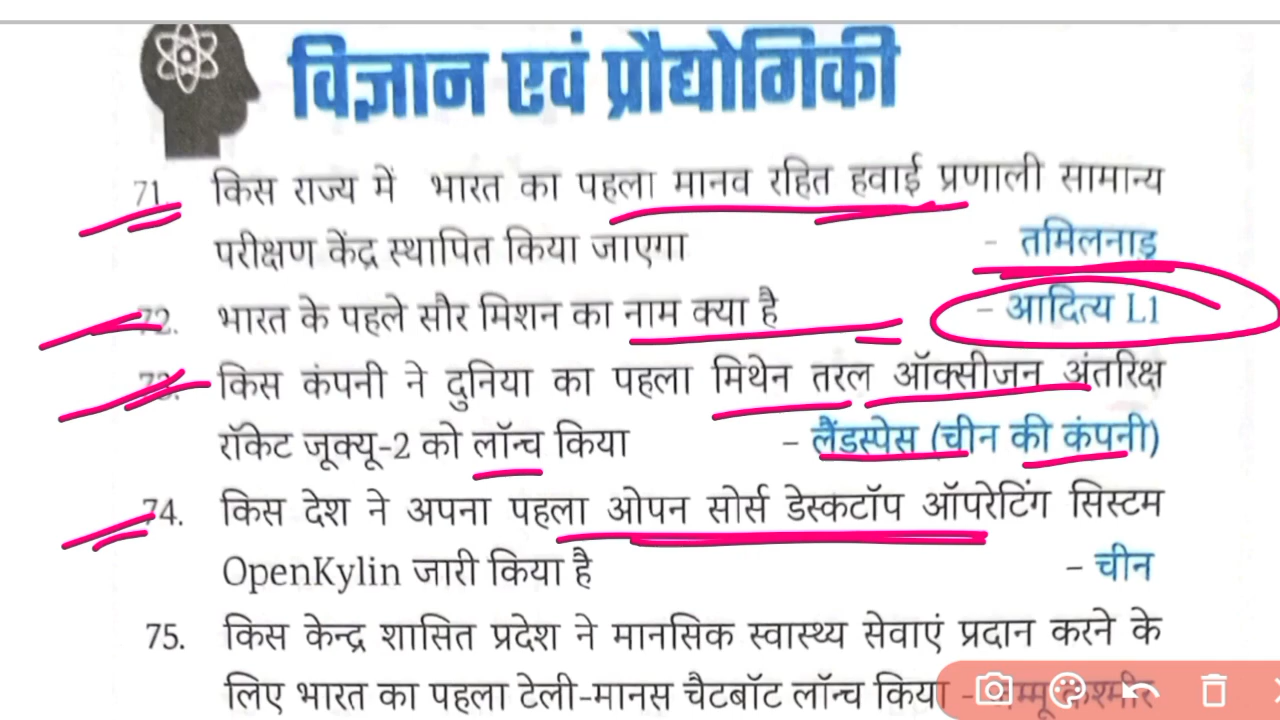 विज्ञान एवं प्रौद्योगिकी
71. किस राज्य में भारत का पहला मानव रहित हवाई प्रणाली सामान्य
परीक्षण केंद्र स्थापित किया जाएगा - तमिलनाडु
72. भारत के पहले सौर मिशन का नाम क्या है - आदित्य L1
73. किस कंपनी ने दुनिया का पहला मिथेन तरल ऑक्सीजन अंतरिक्ष
रॉकेट जूक्यू-2 को लॉन्च किया - लैंडस्पेस (चीन की कंपनी)
74. किस देश ने अपना पहला ओपन सोर्स डेस्कटॉप ऑपरेटिंग सिस्टम
OpenKylin जारी किया है - चीन
75. किस केन्द्र शासित प्रदेश ने मानसिक स्वास्थ्य सेवाएं प्रदान करने के
लिए भारत का पहला टेली-मानस चैटबॉट लॉन्च किया - जम्मू कश्मीर